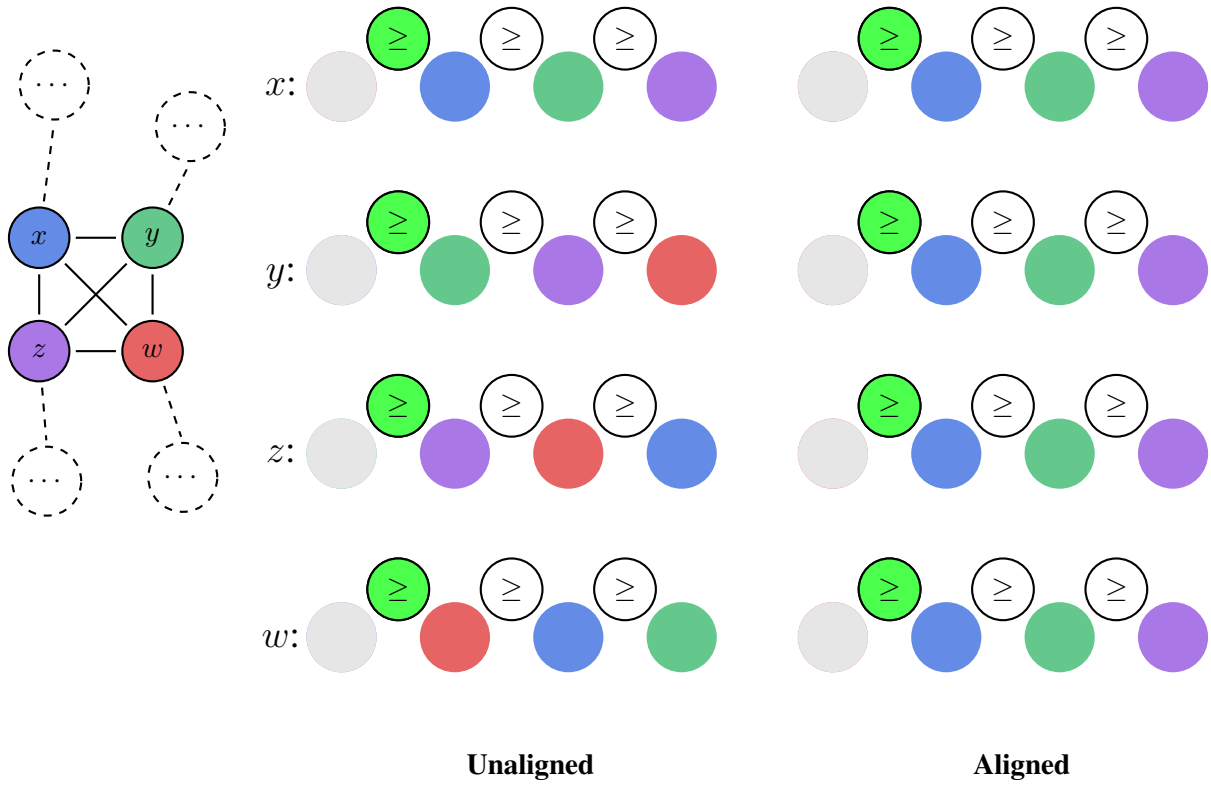 ⋯
⋯
x y
z w
⋯ ⋯
x: ≥ ≥ ≥ ≥ ≥ ≥
y: ≥ ≥ ≥ ≥ ≥ ≥
z: ≥ ≥ ≥ ≥ ≥ ≥
w: ≥ ≥ ≥ ≥ ≥ ≥
Unaligned Aligned